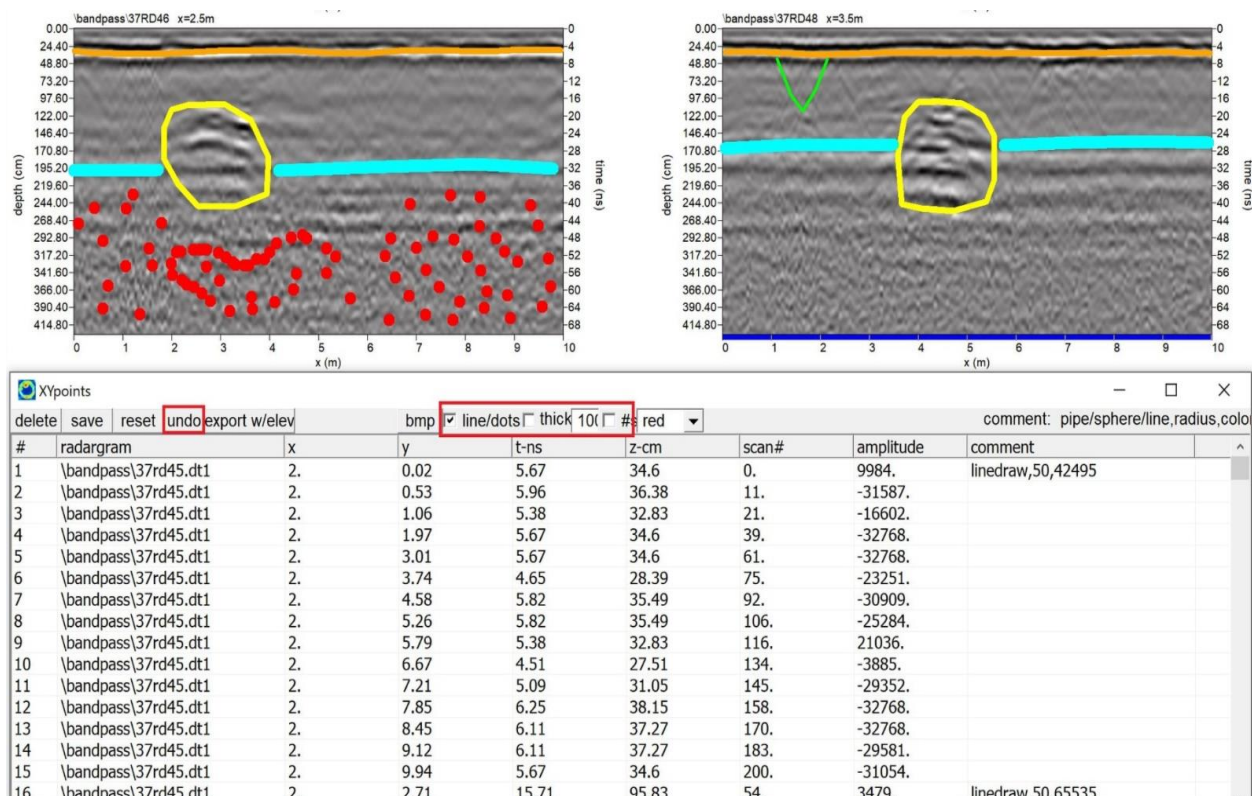 \bandpass\37RD46 x=2.5m
0.00
24.40
48.80
73.20
97.60
122.00
146.40
170.80
195.20
219.60
244.00
268.40
292.80
317.20
341.60
366.00
390.40
414.80
depth (cm)
0
4
8
12
16
20
24
28
32
36
40
44
48
52
56
60
64
68
time (ns)
0 1 2 3 4 5 6 7 8 9 10
x (m)
\bandpass\37RD48 x=3.5m
0.00
24.40
48.80
73.20
97.60
122.00
146.40
170.80
195.20
219.60
244.00
268.40
292.80
317.20
341.60
366.00
390.40
414.80
depth (cm)
0
4
8
12
16
20
24
28
32
36
40
44
48
52
56
60
64
68
time (ns)
0 1 2 3 4 5 6 7 8 9 10
x (m)
XYpoints
delete save reset undo export w/elev bmp line/dots thick 10 # red comment: pipe/sphere/line,radius,colo
# radargram x y t-ns z-cm scan# amplitude comment
1 \bandpass\37rd45.dt1 2. 0.02 5.67 34.6 0. 9984. linedraw,50,42495
2 \bandpass\37rd45.dt1 2. 0.53 5.96 36.38 11. -31587.
3 \bandpass\37rd45.dt1 2. 1.06 5.38 32.83 21. -16602.
4 \bandpass\37rd45.dt1 2. 1.97 5.67 34.6 39. -32768.
5 \bandpass\37rd45.dt1 2. 3.01 5.67 34.6 61. -32768.
6 \bandpass\37rd45.dt1 2. 3.74 4.65 28.39 75. -23251.
7 \bandpass\37rd45.dt1 2. 4.58 5.82 35.49 92. -30909.
8 \bandpass\37rd45.dt1 2. 5.26 5.82 35.49 106. -25284.
9 \bandpass\37rd45.dt1 2. 5.79 5.38 32.83 116. 21036.
10 \bandpass\37rd45.dt1 2. 6.67 4.51 27.51 134. -3885.
11 \bandpass\37rd45.dt1 2. 7.21 5.09 31.05 145. -29352.
12 \bandpass\37rd45.dt1 2. 7.85 6.25 38.15 158. -32768.
13 \bandpass\37rd45.dt1 2. 8.45 6.11 37.27 170. -32768.
14 \bandpass\37rd45.dt1 2. 9.12 6.11 37.27 183. -29581.
15 \bandpass\37rd45.dt1 2. 9.94 5.67 34.6 200. -31054.
16 \bandpass\37rd45.dt1 2. 2.71 15.71 95.83 54. 3479. linedraw,50,65535